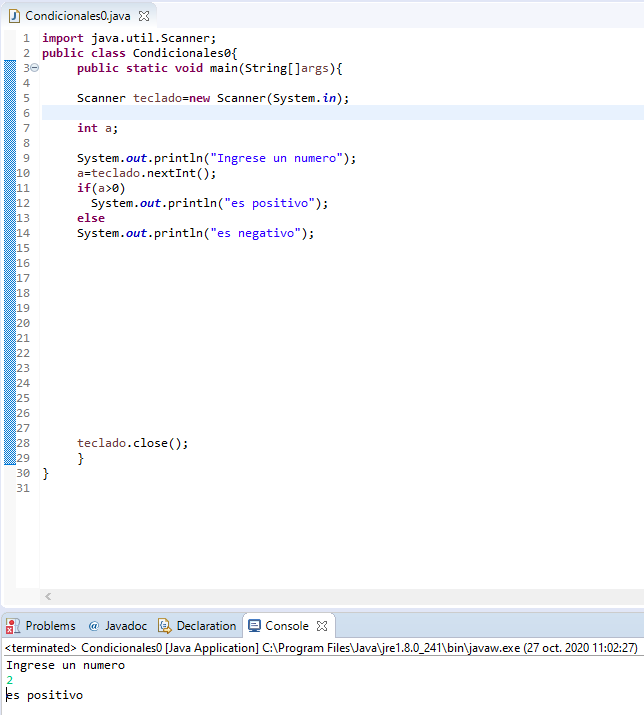 Condicionales0.java
1 import java.util.Scanner;
2 public class Condicionales0{
3 public static void main(String[]args){
4
5 Scanner teclado=new Scanner(System.in);
6
7 int a;
8
9 System.out.println("Ingrese un numero");
10 a=teclado.nextInt();
11 if(a>0)
12 System.out.println("es positivo");
13 else
14 System.out.println("es negativo");
15
16
17
18
19
20
21
22
23
24
25
26
27
28 teclado.close();
29 }
30 }
31
Problems @ Javadoc Declaration Console
<terminated> Condicionales0 [Java Application] C:\Program Files\Java\jre1.8.0_241\bin\javaw.exe (27 oct. 2020 11:02:27)
Ingrese un numero
2
es positivo